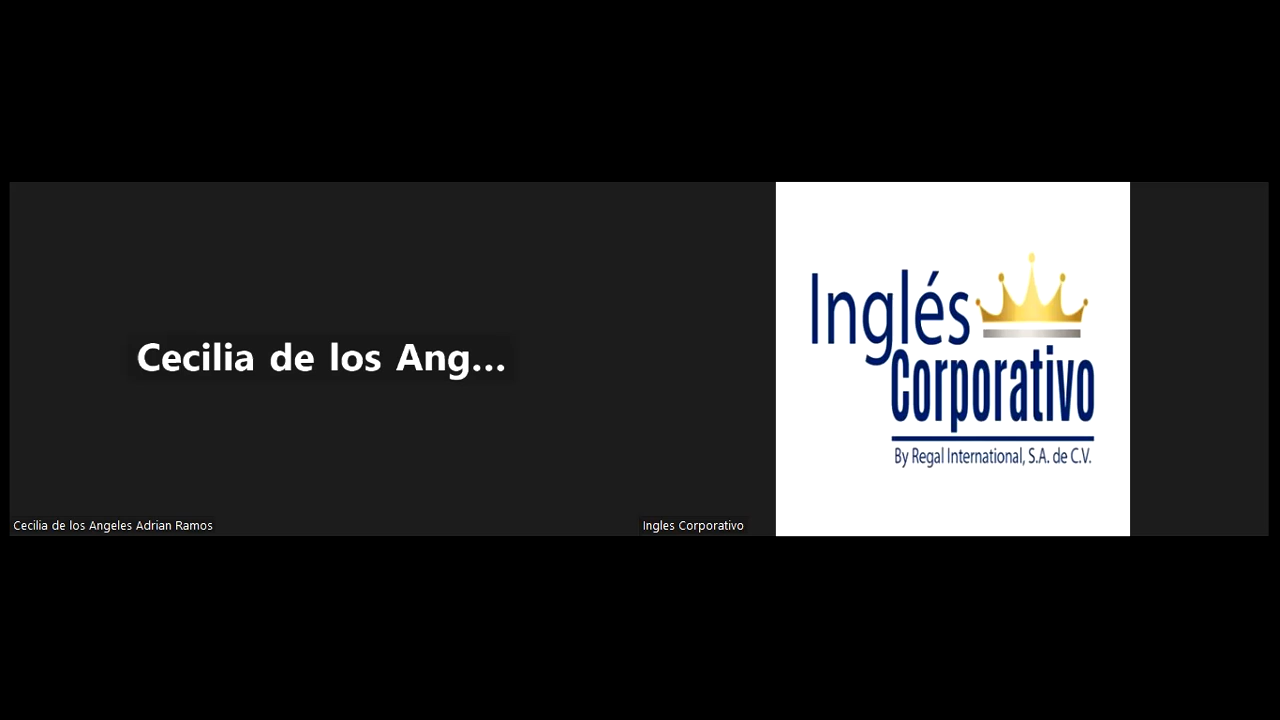 Cecilia de los Ang...
Cecilia de los Angeles Adrian Ramos
Inglés
Corporativo
By Regal International, S.A. de C.V.
Ingles Corporativo